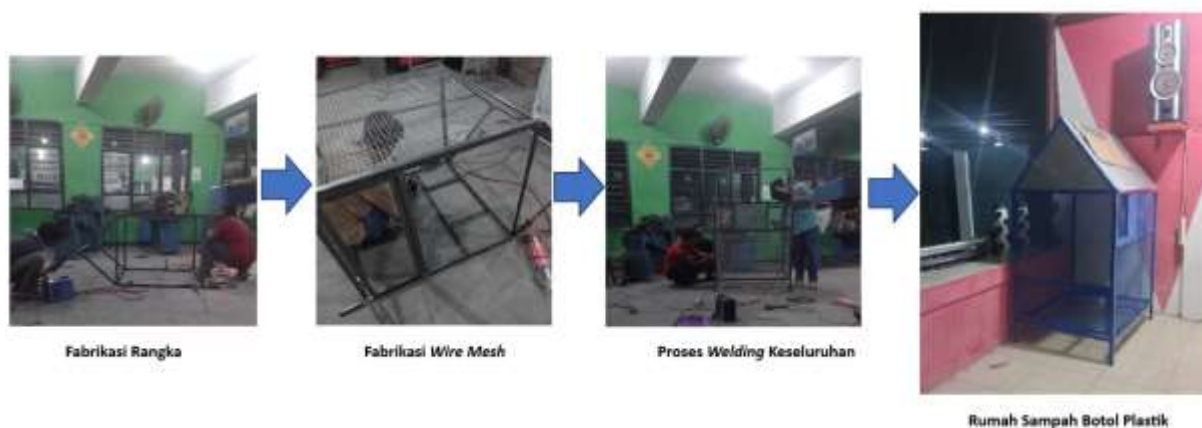 Fabrikasi Rangka
Fabrikasi Wire Mesh
Proses Welding Keseluruhan
Rumah Sampah Botol Plastik